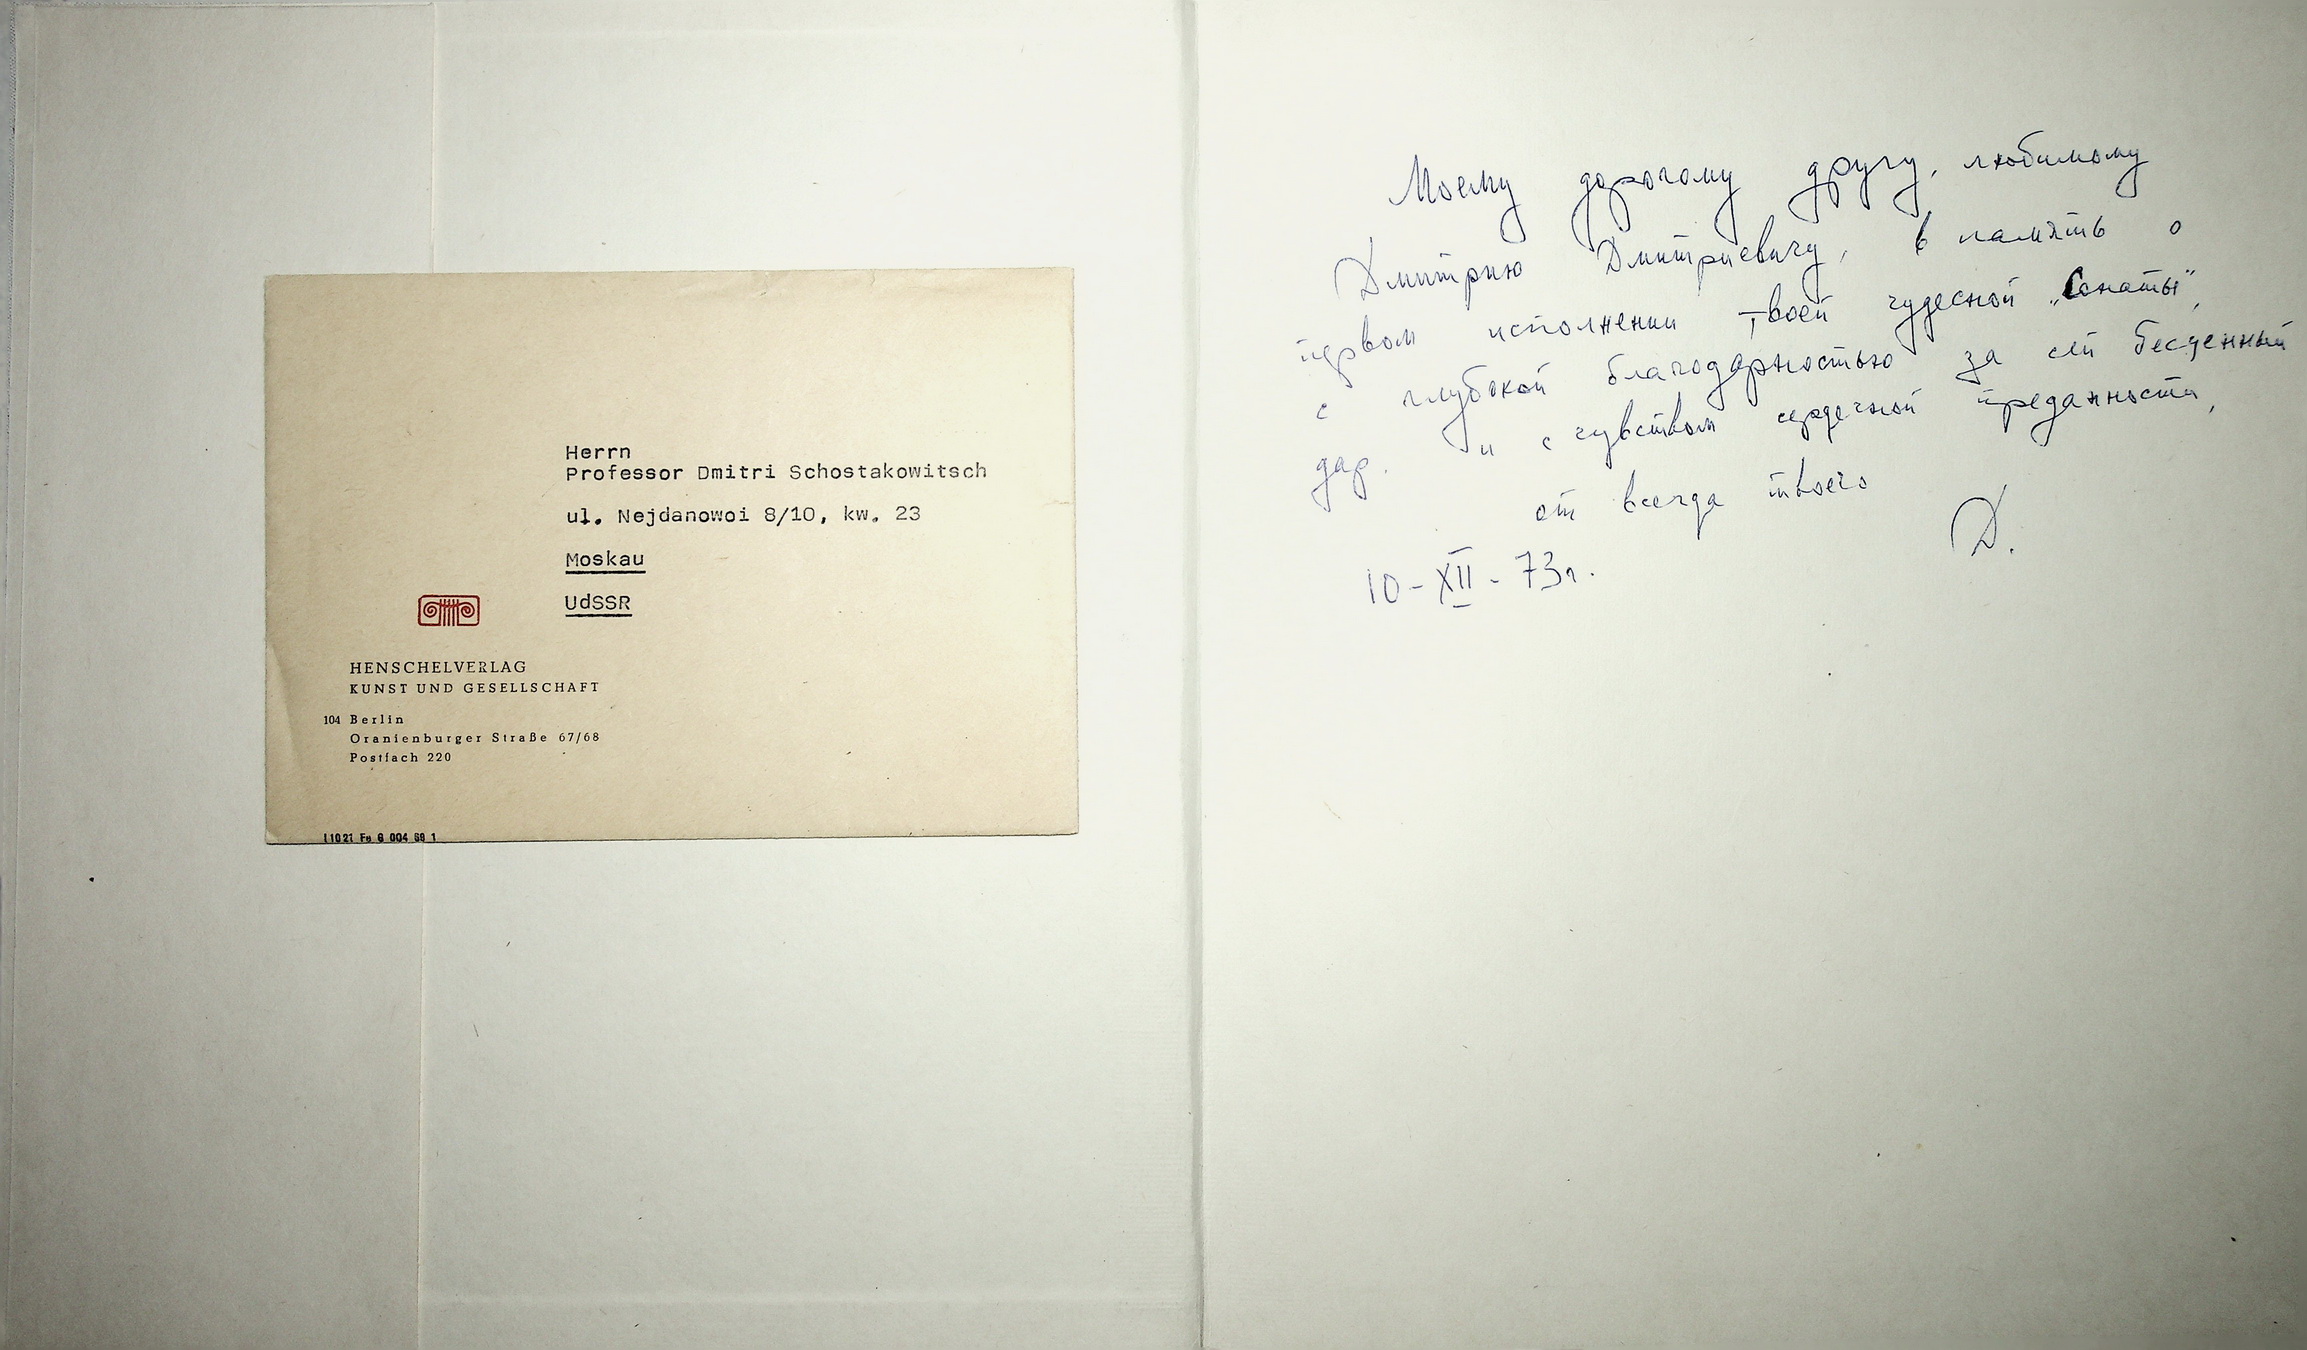 Herrn
Professor Dmitri Schostakowitsch
ul. Nejdanowoi 8/10, kw. 23
Moskau
UdSSR
HENSCHELVERLAG
KUNST UND GESELLSCHAFT
104 Berlin
Oranienburger Straße 67/68
Postfach 220
Моему дорогому другу, любимому
Дмитрию Дмитриевичу, в память о
первом исполнении твоей чудесной „Сонаты",
с глубокой благодарностью за сей бесценный
дар. и с чувством сердечной преданности,
от всегда твоего
Д.
10-XII-73г.